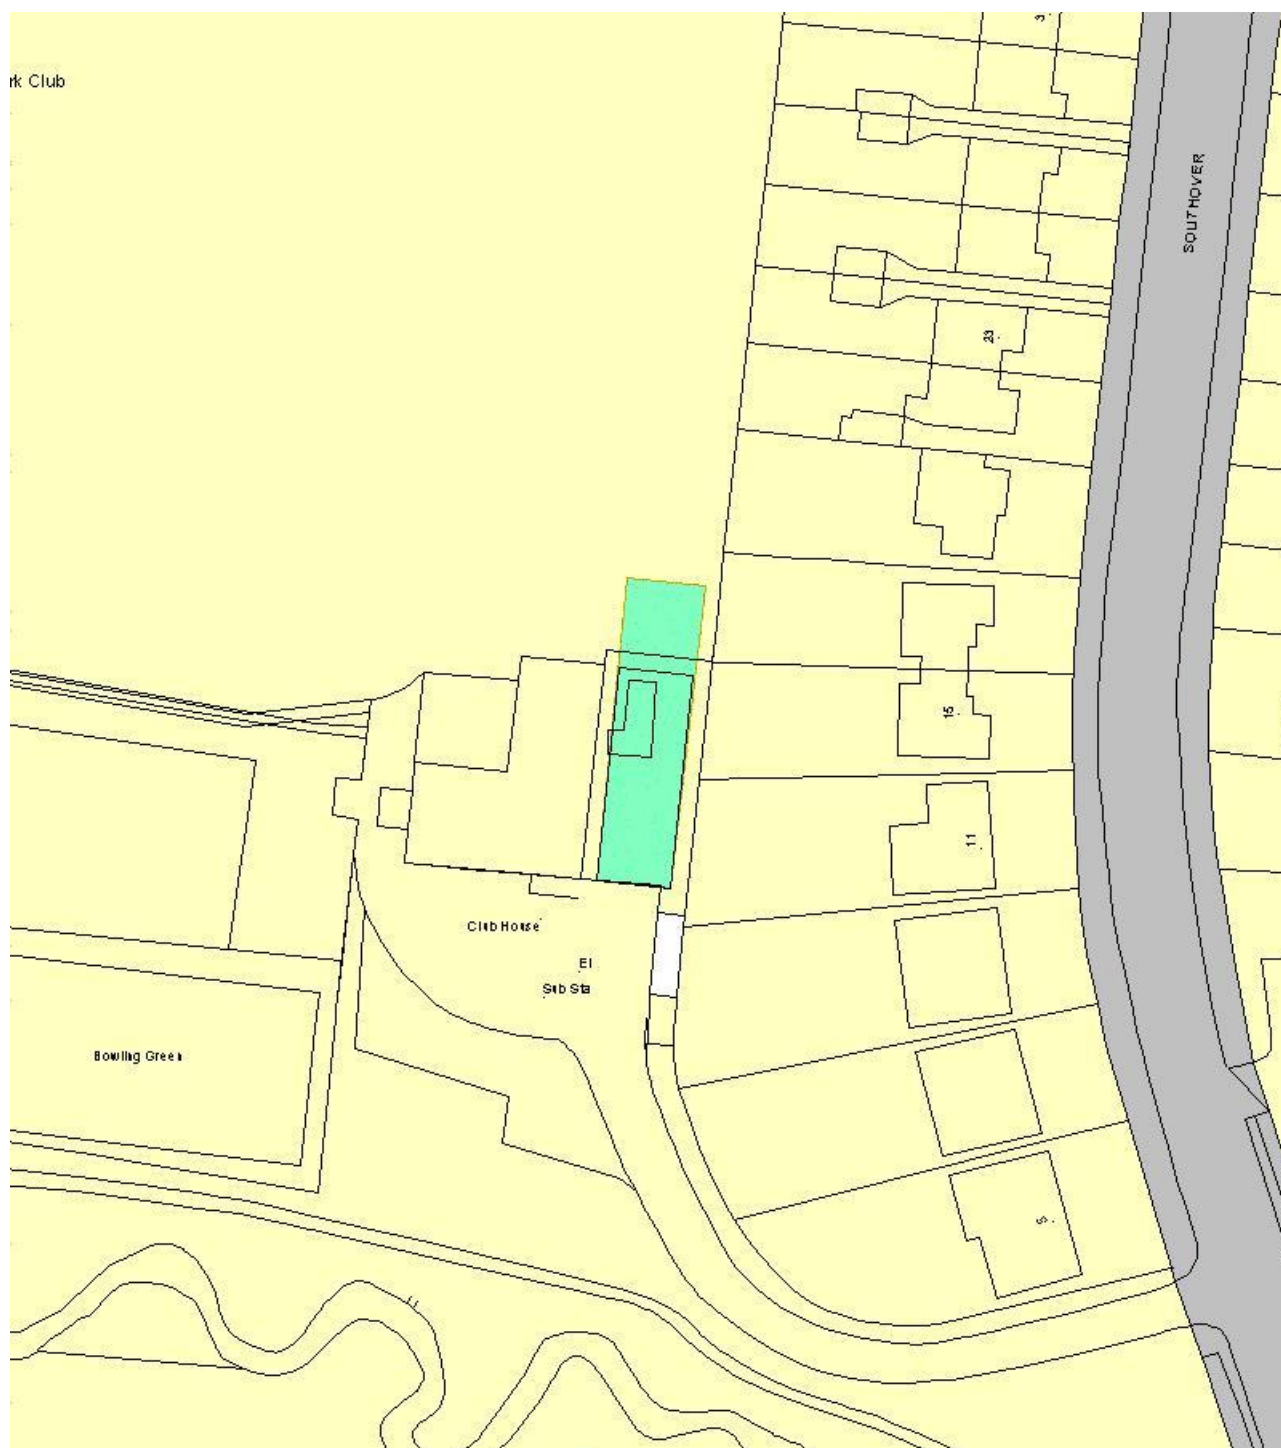 rk Club
SOUTHOVER
23
15
11
Club House
El
Sub Sta
Bowling Green
5